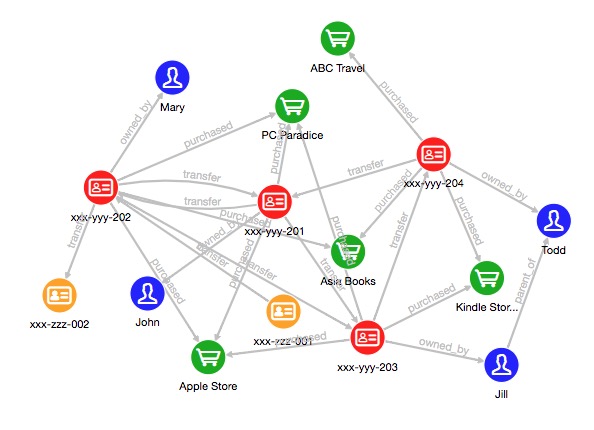 ABC Travel
purchased
Mary
owned_by
purchased
PC Paradice
purchased
transfer
xxx-yyy-204
owned_by
purchased
purchased
transfer
transfer
xxx-yyy-202
purchased
xxx-yyy-201
owned_by
purchased
transfer
transfer
Todd
Asia Books
purchased
transfer
transfer
transfer
purchased
purchased
parent_of
purchased
Kindle Stor...
xxx-zzz-002
John
xxx-zzz-001
purchased
owned_by
xxx-yyy-203
Apple Store
Jill